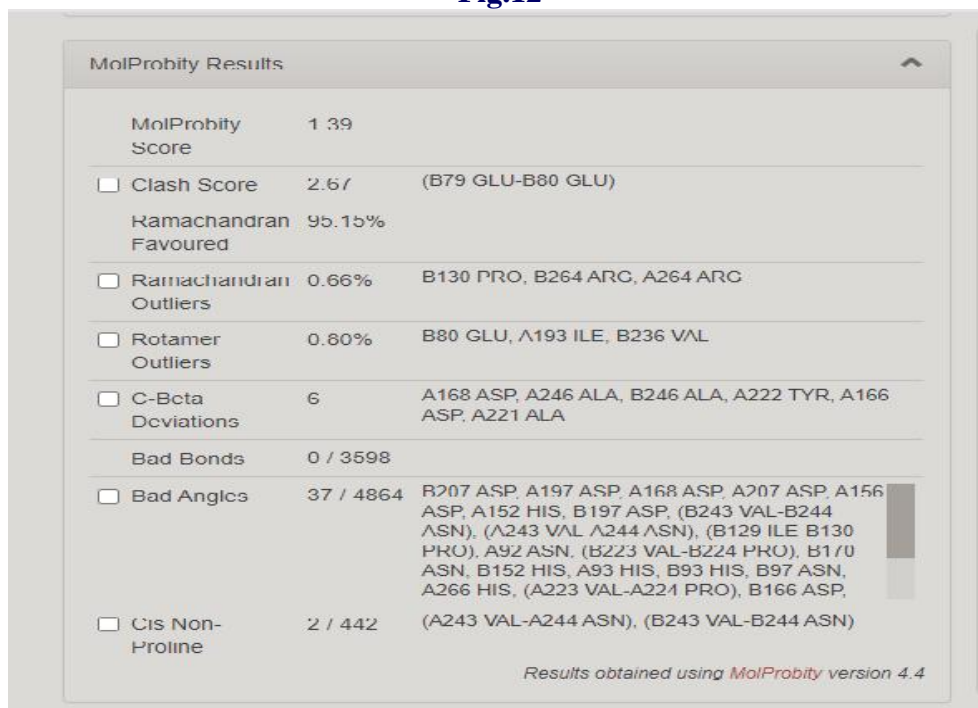 Fig.12
MolProbity Results
MolProbity
Score
1.39
Clash Score
2.67
(B79 GLU-B80 GLU)
Ramachandran
Favoured
95.15%
Ramachandran
Outliers
0.66%
B130 PRO, B264 ARG, A264 ARG
Rotamer
Outliers
0.80%
B80 GLU, A193 ILE, B236 VAL
C-Beta
Deviations
6
A168 ASP, A246 ALA, B246 ALA, A222 TYR, A166
ASP, A221 ALA
Bad Bonds
0 / 3598
Bad Angles
37 / 4864
B207 ASP, A197 ASP, A168 ASP, A207 ASP, A156
ASP, A152 HIS, B197 ASP, (B243 VAL-B244
ASN), (A243 VAL-A244 ASN), (B129 ILE-B130
PRO), A92 ASN, (B223 VAL-B224 PRO), B170
ASN, B152 HIS, A93 HIS, B93 HIS, B97 ASN,
A266 HIS, (A223 VAL-A224 PRO), B166 ASP,
Cis Non-
Proline
2 / 442
(A243 VAL-A244 ASN), (B243 VAL-B244 ASN)
Results obtained using MolProbity version 4.4